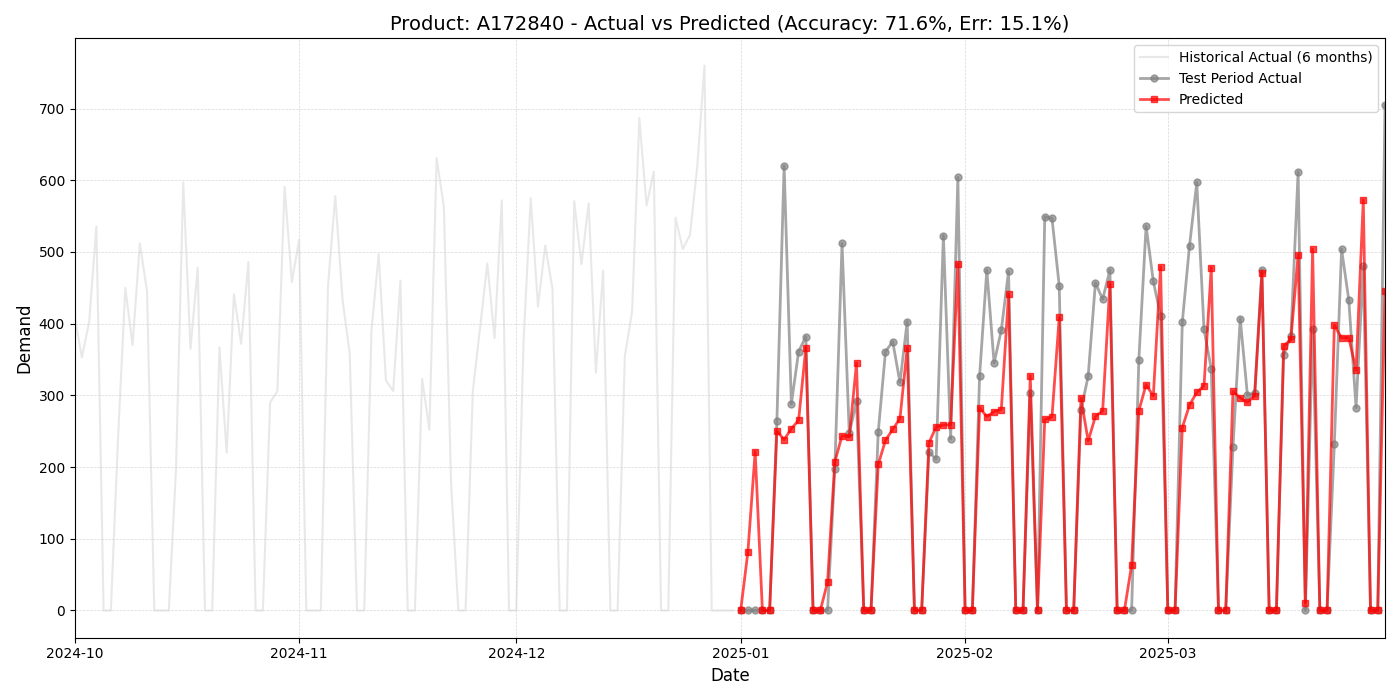 Product: A172840 - Actual vs Predicted (Accuracy: 71.6%, Err: 15.1%)
Historical Actual (6 months)
Test Period Actual
Predicted
Demand
700
600
500
400
300
200
100
0
2024-10
2024-11
2024-12
2025-01
2025-02
2025-03
Date